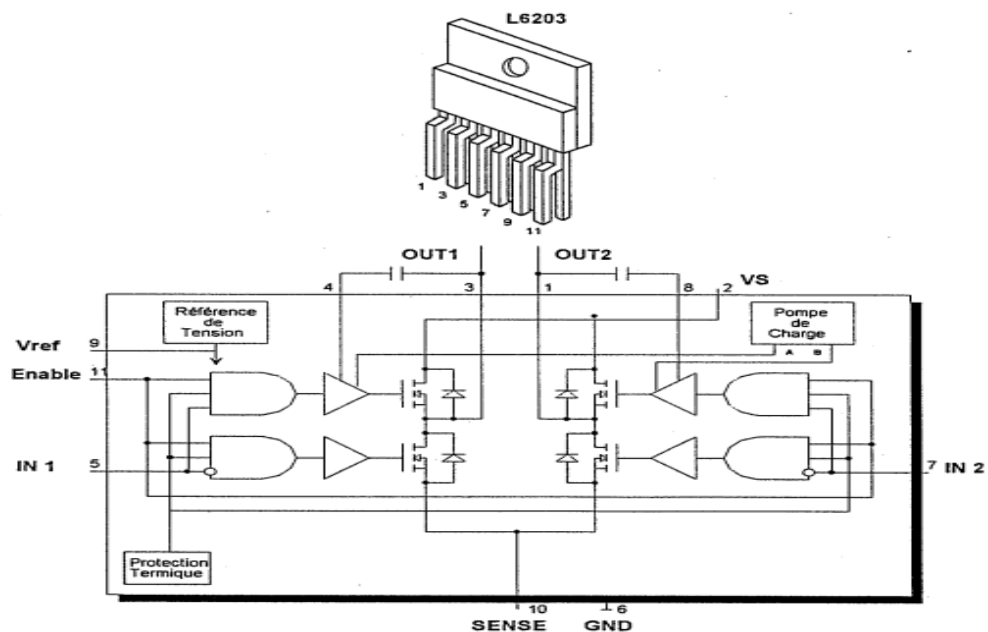 L6203
1
3
5
7
9
11
OUT1
OUT2
4
3
1
8
2
VS
Référence
de
Tension
Pompe
de
Charge
A B
Vref 9
Enable 11
IN 1 5
7 IN 2
Protection
Termique
10
6
SENSE
GND